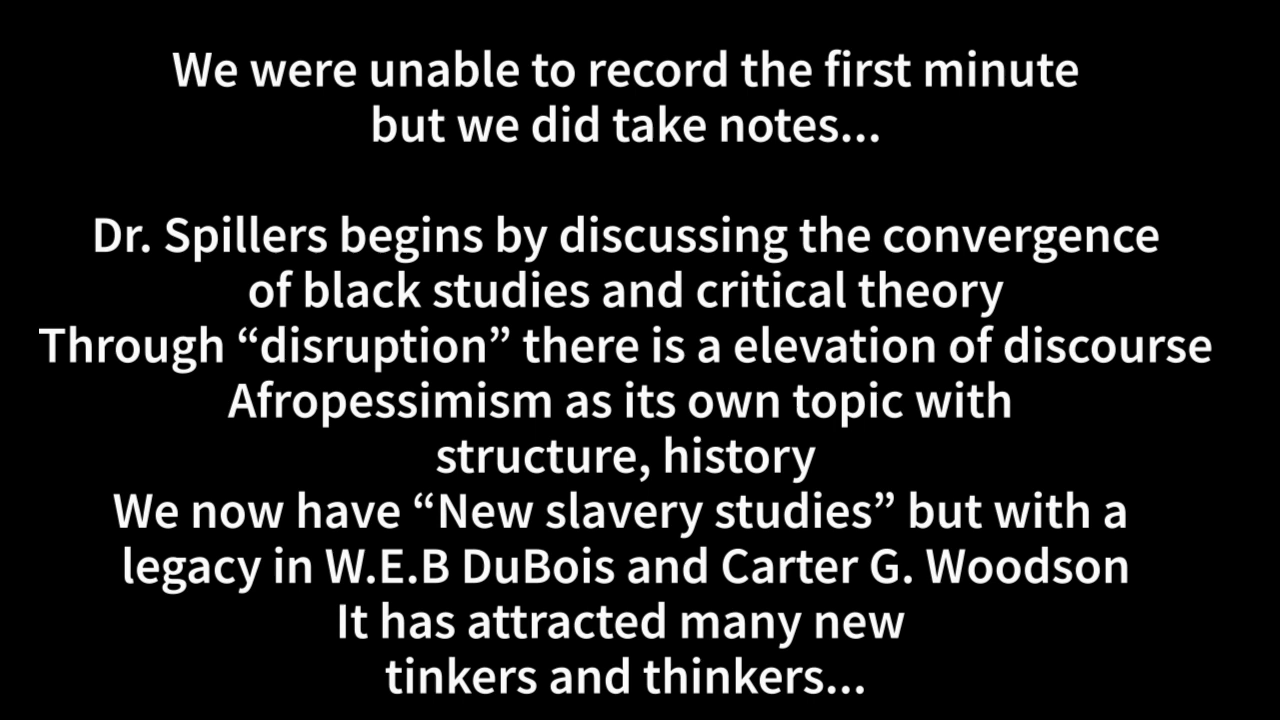 We were unable to record the first minute
but we did take notes...
Dr. Spillers begins by discussing the convergence
of black studies and critical theory
Through “disruption” there is a elevation of discourse
Afropessimism as its own topic with
structure, history
We now have “New slavery studies” but with a
legacy in W.E.B DuBois and Carter G. Woodson
It has attracted many new
tinkers and thinkers...